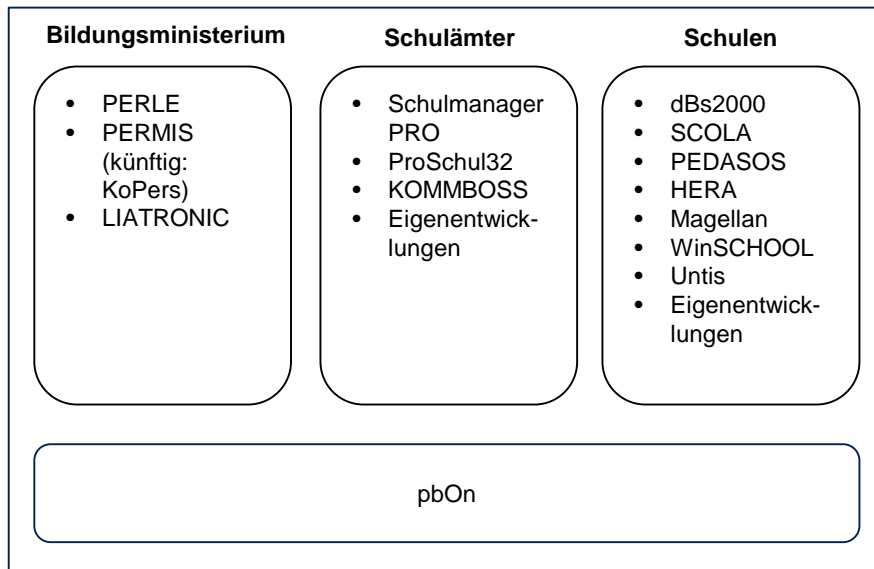 Bildungsministerium
• PERLE
• PERMIS
(künftig:
KoPers)
• LIATRONIC
Schulämter
• Schulmanager
PRO
• ProSchul32
• KOMMBOSS
• Eigenentwick-
lungen
Schulen
• dBs2000
• SCOLA
• PEDASOS
• HERA
• Magellan
• WinSCHOOL
• Untis
• Eigenentwick-
lungen
pbOn